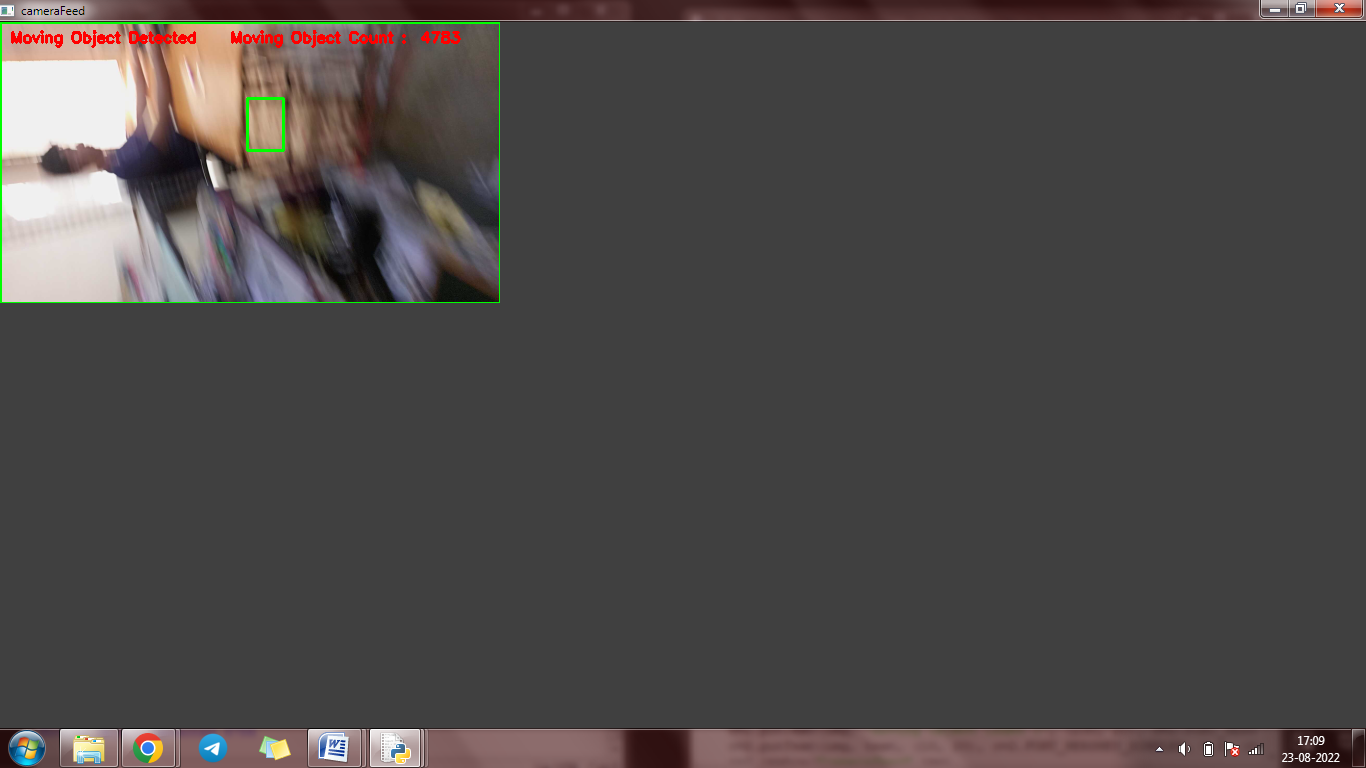 cameraFeed
Moving Object Detected Moving Object Count : 4783
17:09
23-08-2022